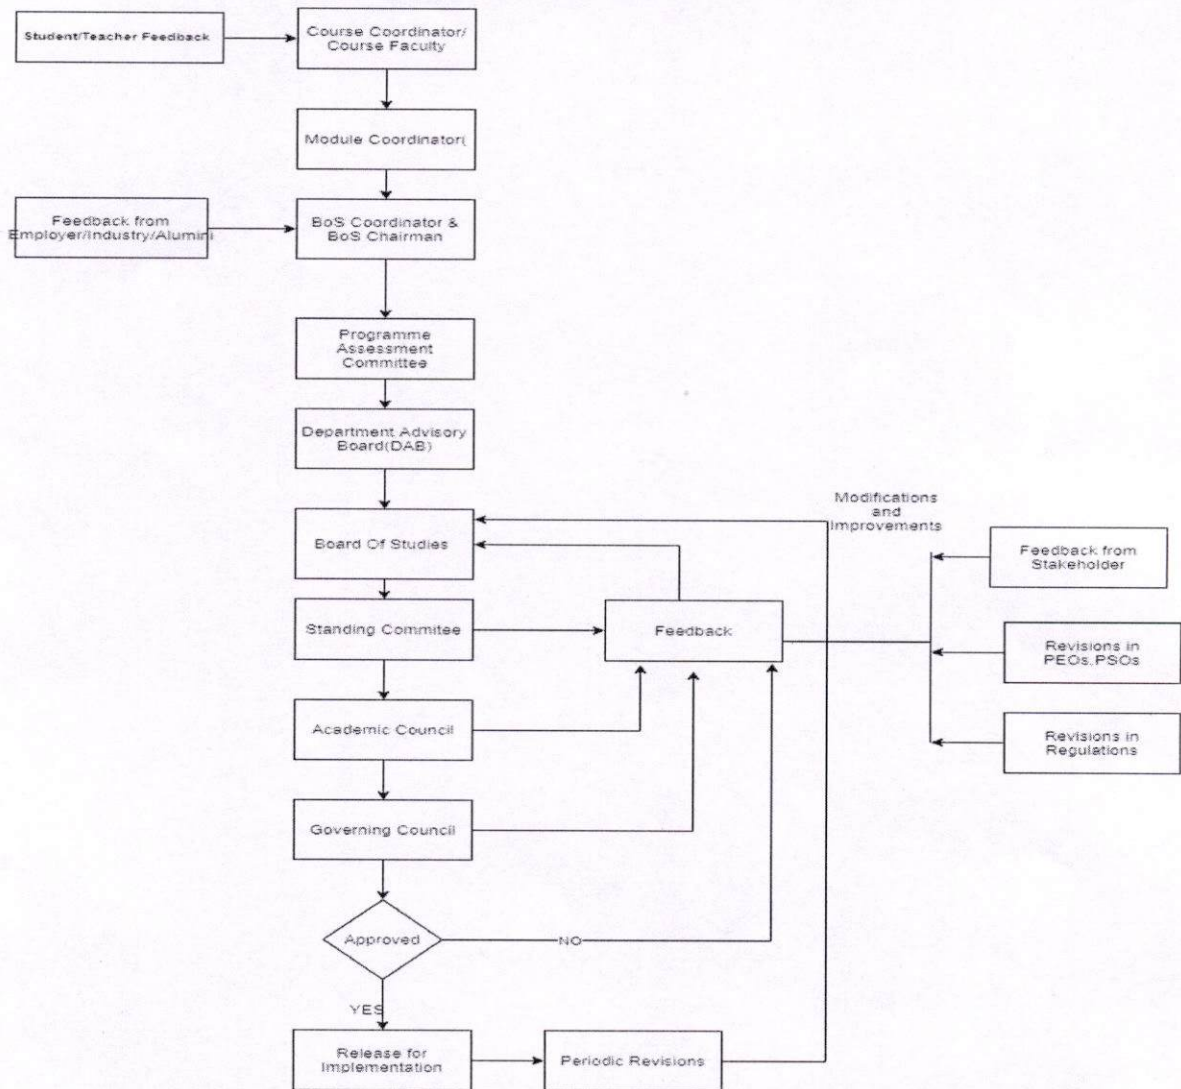 Student/Teacher Feedback
Course Coordinator/
Course Faculty
Module Coordinator(
Feedback from
Employer/Industry/Alumini
BoS Coordinator &
BoS Chairman
Programme
Assessment
Committee
Department Advisory
Board(DAB)
Board Of Studies
Modifications
and
Improvements
Feedback from
Stakeholder
Standing Commitee
Feedback
Revisions in
PEOs,PSOs
Academic Council
Revisions in
Regulations
Governing Council
Approved
NO
YES
Release for
Implementation
Periodic Revisions